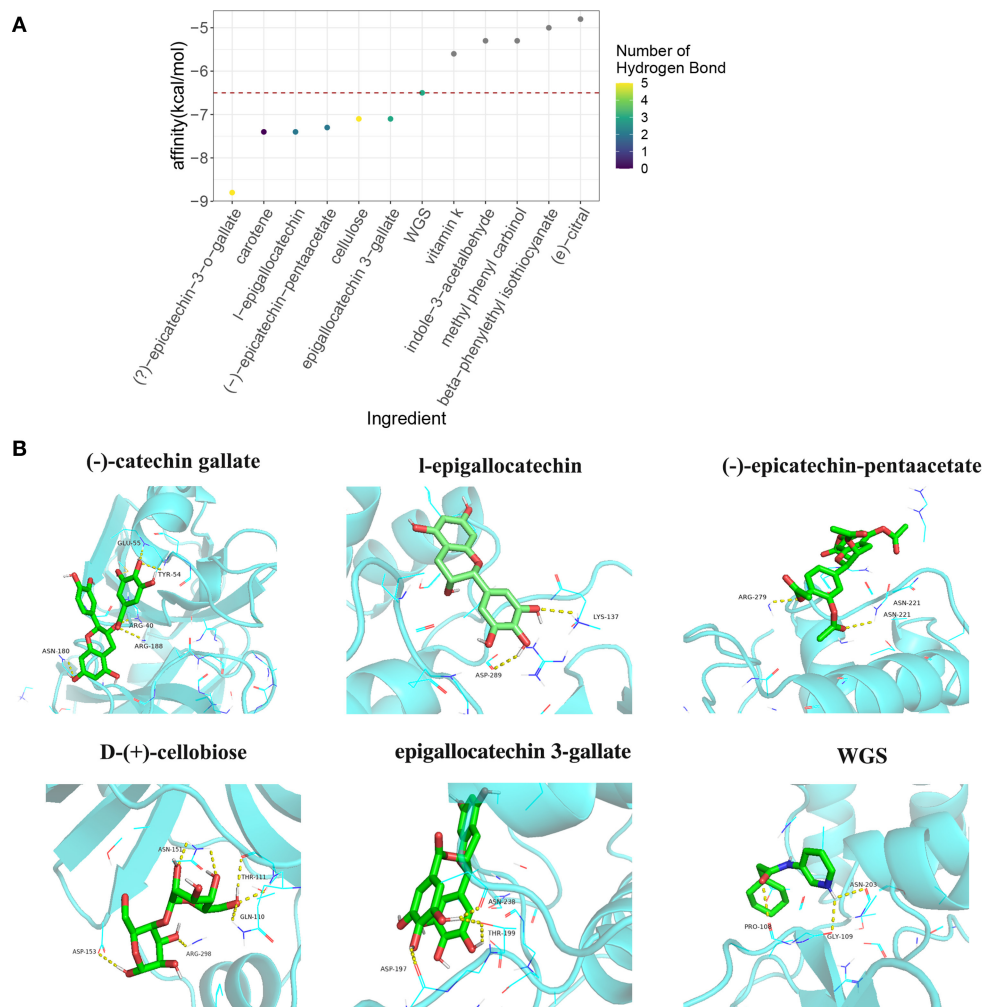 A
affinity(kcal/mol)
−5
−6
−7
−8
−9
(?)−epicatechin−3−o−gallate
carotene
l−epigallocatechin
(−)−epicatechin−pentaacetate
cellulose
epigallocatechin 3−gallate
WGS
vitamin k
indole−3−acetalbehyde
methyl phenyl carbinol
beta−phenylethyl isothiocyanate
(e)−citral
Ingredient
Number of
Hydrogen Bond
5
4
3
2
1
0
B
(-)-catechin gallate
GLU-55
TYR-54
ARG-40
ARG-188
ASN-180
l-epigallocatechin
LYS-137
ASP-289
(-)-epicatechin-pentaacetate
ARG-279
ASN-221
ASN-221
D-(+)-cellobiose
ASN-151
THR-111
GLN-110
ARG-298
ASP-153
epigallocatechin 3-gallate
ASN-238
THR-199
ASP-197
WGS
ASN-203
PRO-108
GLY-109